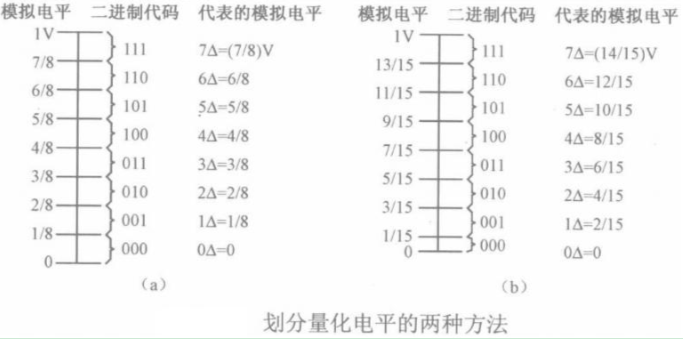 模拟电平 二进制代码 代表的模拟电平
1V
111 7Δ=(7/8)V
7/8
110 6Δ=6/8
6/8
101 5Δ=5/8
5/8
100 4Δ=4/8
4/8
011 3Δ=3/8
3/8
010 2Δ=2/8
2/8
001 1Δ=1/8
1/8
000 0Δ=0
0
（a）
模拟电平 二进制代码 代表的模拟电平
1V
111 7Δ=(14/15)V
13/15
110 6Δ=12/15
11/15
101 5Δ=10/15
9/15
100 4Δ=8/15
7/15
011 3Δ=6/15
5/15
010 2Δ=4/15
3/15
001 1Δ=2/15
1/15
000 0Δ=0
0
（b）
划分量化电平的两种方法